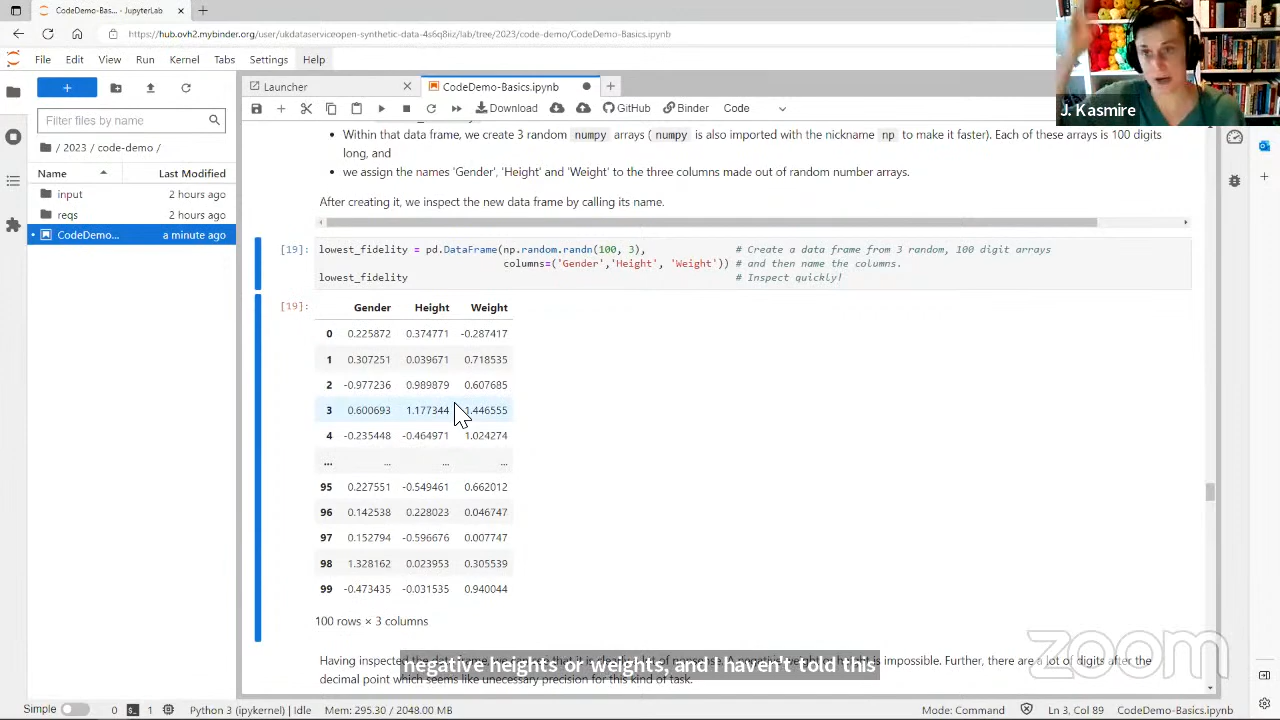 CodeDemo-Bas... - JupyterLab
https://hub.ovh2.mybinder.org/user/ukdataserviceopen-synthetic-data-4s6q8iiz/lab/tree/2023/code-demo/CodeDemo-Basics.ipynb
File Edit View Run Kernel Tabs Settings Help
J. Kasmire
Launcher
CodeDemo-Basics.ipynb
Download GitHub Binder Code
Filter files by name
/ 2023 / code-demo /
Name Last Modified
input 2 hours ago
reqs 2 hours ago
CodeDemo... a minute ago
Within that data frame, we create 3 random numpy arrays ( numpy is also imported with the nickname np to make it faster). Each of these arrays is 100 digits
long, and
we assign the names 'Gender', 'Height' and 'Weight' to the three columns made out of random number arrays.
After creating it, we inspect the new data frame by calling its name.
[19]: lowest_fidelity = pd.DataFrame(np.random.randn(100, 3), # Create a data frame from 3 random, 100 digit arrays
columns=('Gender','Height', 'Weight')) # and then name the columns.
lowest_fidelity # Inspect quickly!
[19]: Gender Height Weight
0 0.225872 0.374771 -0.287417
1 0.307251 0.039671 0.718535
2 -0.977236 0.989879 0.607685
3 0.600693 1.177344 1.446555
4 -0.235448 -0.464971 1.024274
... ... ... ...
95 0.227551 -0.549461 0.662012
96 0.142538 0.228023 0.046747
97 0.152794 -0.596676 0.007747
98 1.328162 0.023953 0.305539
99 -0.473435 -0.031535 0.940044
100 rows × 3 columns
Having inspected the
is impossible. Further, there are a lot of digits after the
negative heights or weights, and I haven't told this
decimal point which seems like unecessary precision for this kind of task.
zoom
Simple 0 1 Python 3 (ipykernel) | Idle Mem: 295.30 / 2048.00 MB Mode: Command Ln 3, Col 89 CodeDemo-Basics.ipynb